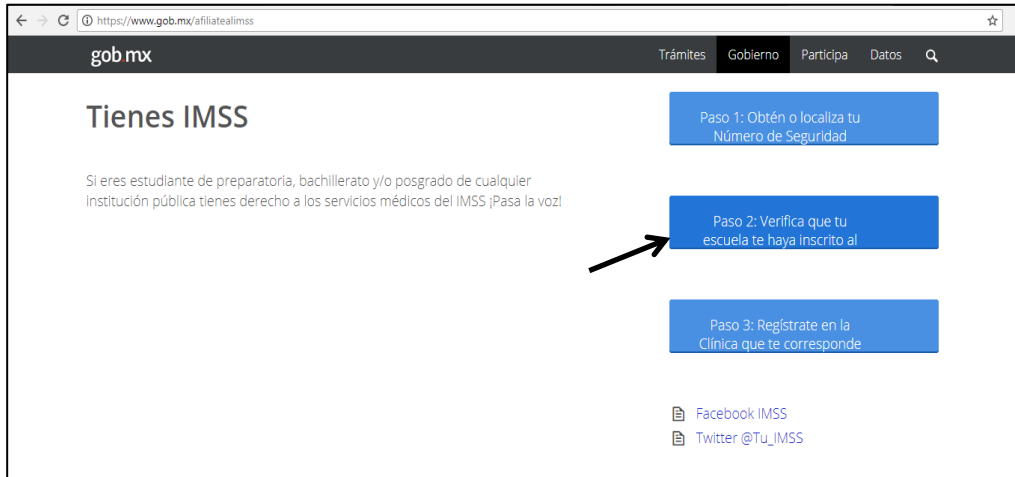 https://www.gob.mx/afiliatealimss
gob.mx
Trámites Gobierno Participa Datos
Tienes IMSS
Si eres estudiante de preparatoria, bachillerato y/o posgrado de cualquier
institución pública tienes derecho a los servicios médicos del IMSS ¡Pasa la voz!
Paso 1: Obtén o localiza tu
Número de Seguridad
Paso 2: Verifica que tu
escuela te haya inscrito al
Paso 3: Regístrate en la
Clínica que te corresponde
Facebook IMSS
Twitter @Tu_IMSS